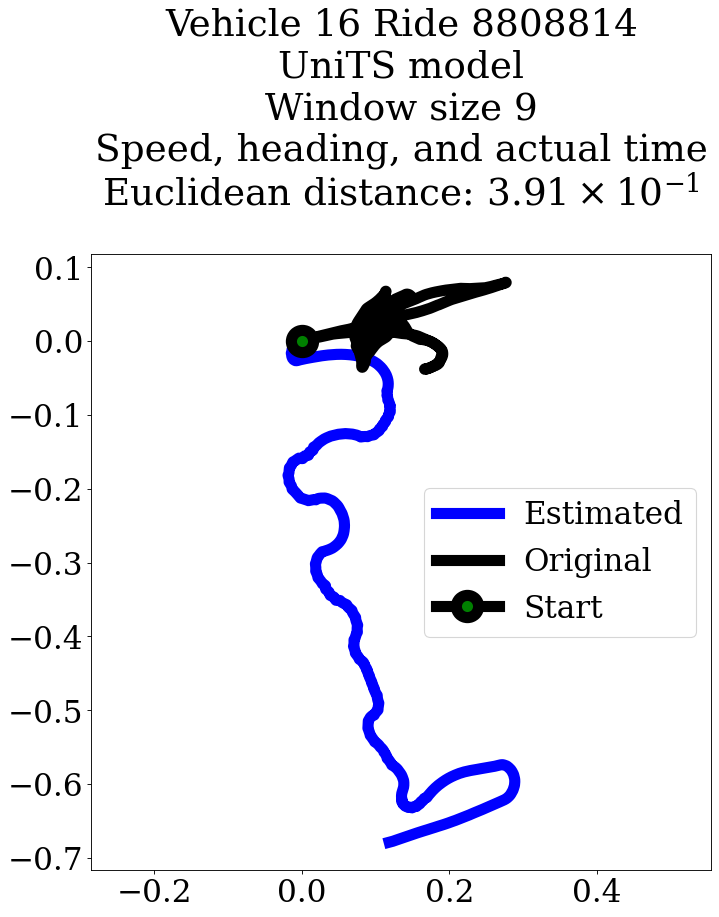 Vehicle 16 Ride 8808814
UniTS model
Window size 9
Speed, heading, and actual time
Euclidean distance: 3.91 × 10⁻¹
0.1
0.0
−0.1
−0.2
−0.3
−0.4
−0.5
−0.6
−0.7
Estimated
Original
Start
−0.2 0.0 0.2 0.4